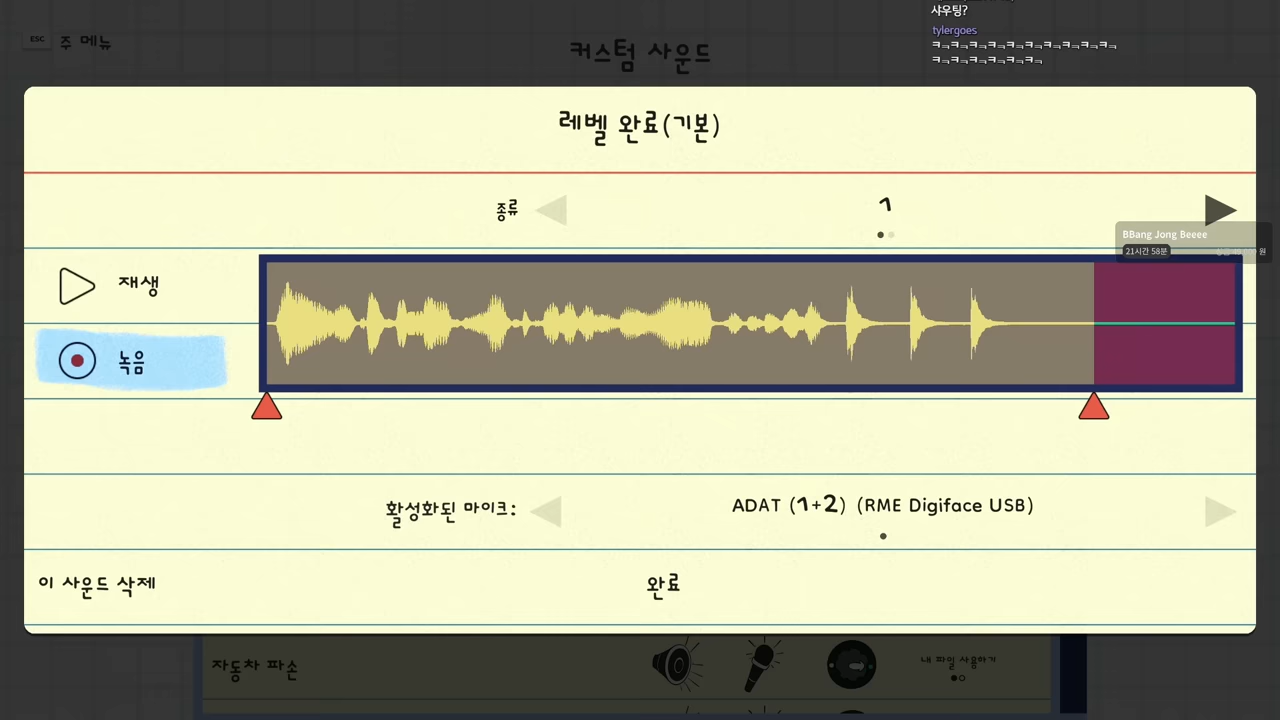 샤우팅?
tylergoes
ㅋㅋㅋㅋㅋㅋㅋㅋㅋㅋㅋㅋㅋㅋㅋㅋㅋㅋㅋㅋ
ㅋㅋㅋㅋㅋㅋㅋㅋㅋㅋㅋㅋ
ESC 주 메뉴
커스텀 사운드
레벨 완료(기본)
종류 1
BBang Jong Beeee
21시간 58분 원
재생
녹음
활성화된 마이크: ADAT (1+2) (RME Digiface USB)
이 사운드 삭제 완료
자동차 파손 내 파일 사용하기